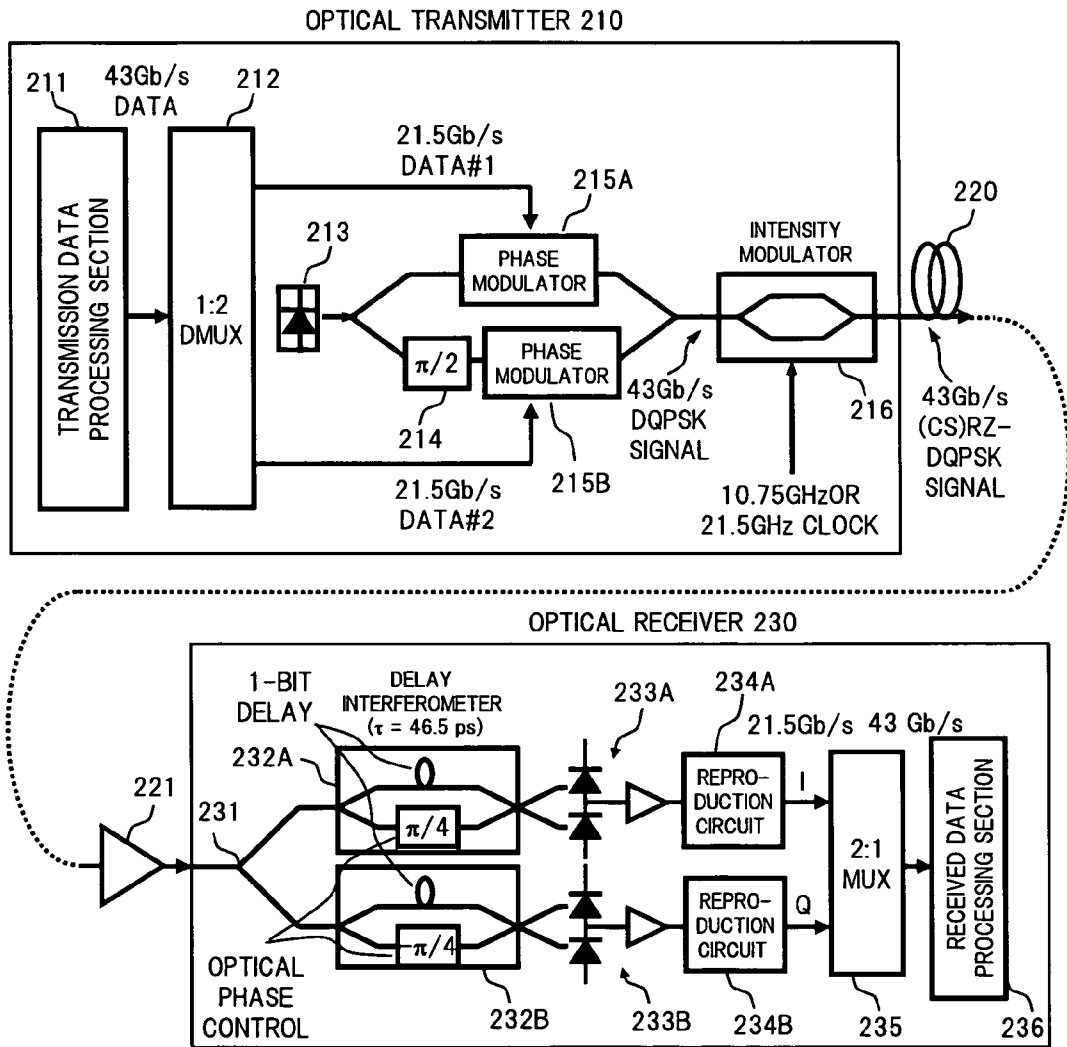 OPTICAL TRANSMITTER 210
211
43Gb/s
DATA
212
TRANSMISSION DATA
PROCESSING SECTION
1:2
DMUX
21.5Gb/s
DATA#1
213
215A
PHASE
MODULATOR
π/2
214
PHASE
MODULATOR
215B
21.5Gb/s
DATA#2
43Gb/s
DQPSK
SIGNAL
INTENSITY
MODULATOR
216
10.75GHzOR
21.5GHz CLOCK
220
43Gb/s
(CS)RZ-
DQPSK
SIGNAL
OPTICAL RECEIVER 230
221
231
1-BIT
DELAY
DELAY
INTERFEROMETER
(τ = 46.5 ps)
232A
π/4
-π/4
OPTICAL
PHASE
CONTROL
232B
233A
233B
234A
REPRO-
DUCTION
CIRCUIT
REPRO-
DUCTION
CIRCUIT
234B
21.5Gb/s
43 Gb/s
I
Q
2:1
MUX
235
RECEIVED DATA
PROCESSING SECTION
236